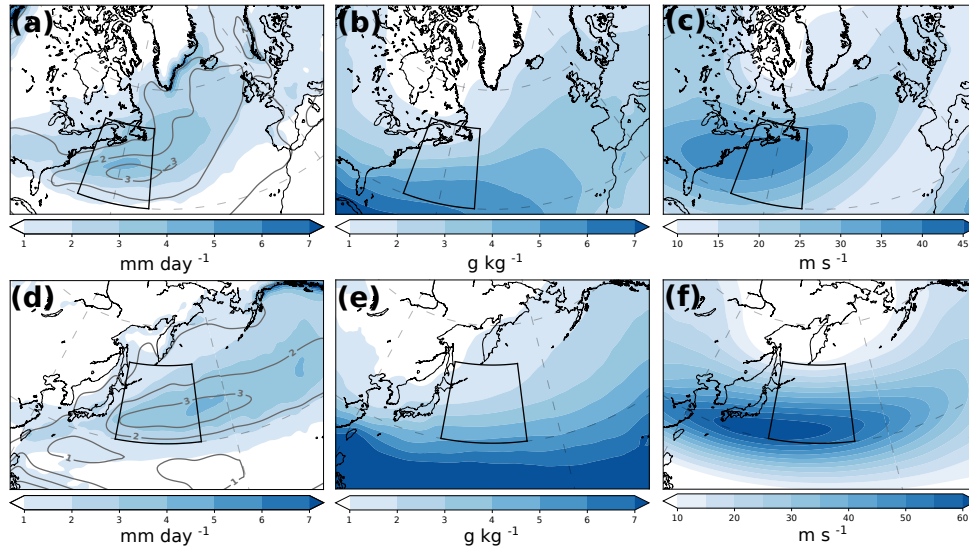 (a) (b) (c)
2 2 3 3
1 2 3 4 5 6 7
mm day -1
1 2 3 4 5 6 7
g kg -1
10 15 20 25 30 35 40 45
m s -1
(d) (e) (f)
2 3 3 2 1 2 1
1 2 3 4 5 6 7
mm day -1
1 2 3 4 5 6 7
g kg -1
10 20 30 40 50 60
m s -1